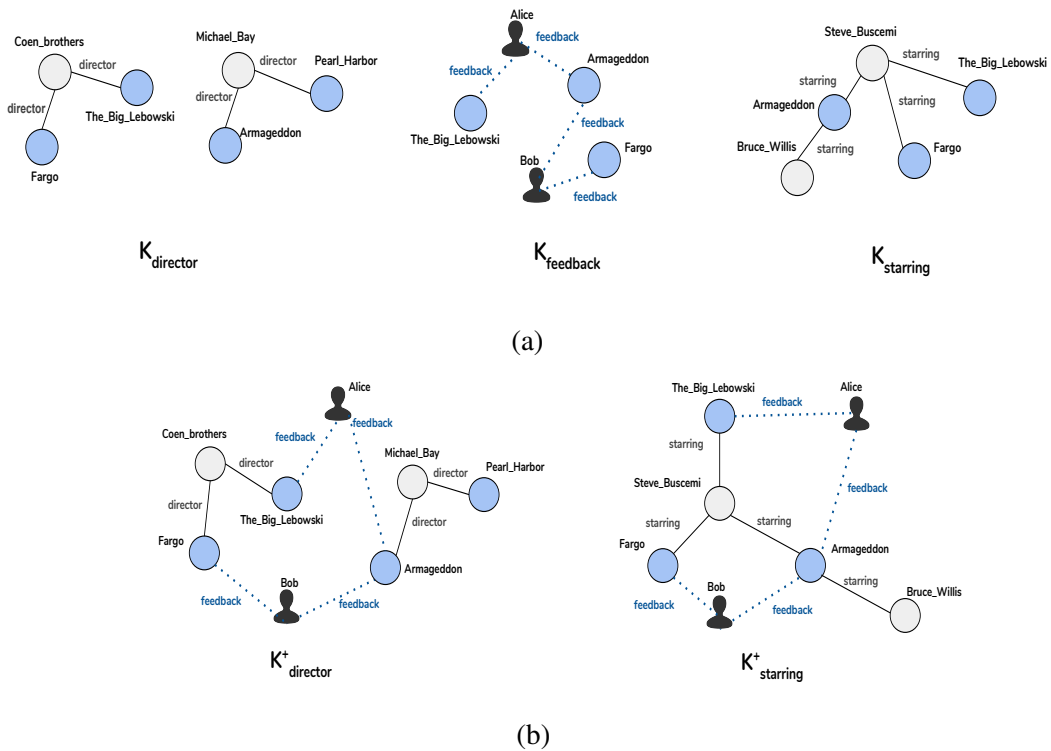 Coen_brothers
director
director
The_Big_Lebowski
Fargo
Michael_Bay
director
Pearl_Harbor
director
Armageddon
K_director
Alice
feedback
feedback
Armageddon
The_Big_Lebowski
feedback
Bob
Fargo
feedback
K_feedback
Steve_Buscemi
starring
The_Big_Lebowski
starring
Armageddon
starring
Bruce_Willis
starring
Fargo
K_starring
(a)
Alice
feedback
feedback
Coen_brothers
director
director
The_Big_Lebowski
Michael_Bay
director
Pearl_Harbor
director
Fargo
Armageddon
Bob
feedback
feedback
K⁺_director
The_Big_Lebowski
Alice
feedback
starring
Steve_Buscemi
feedback
starring
starring
Fargo
Armageddon
starring
Bob
feedback
feedback
Bruce_Willis
K⁺_starring
(b)